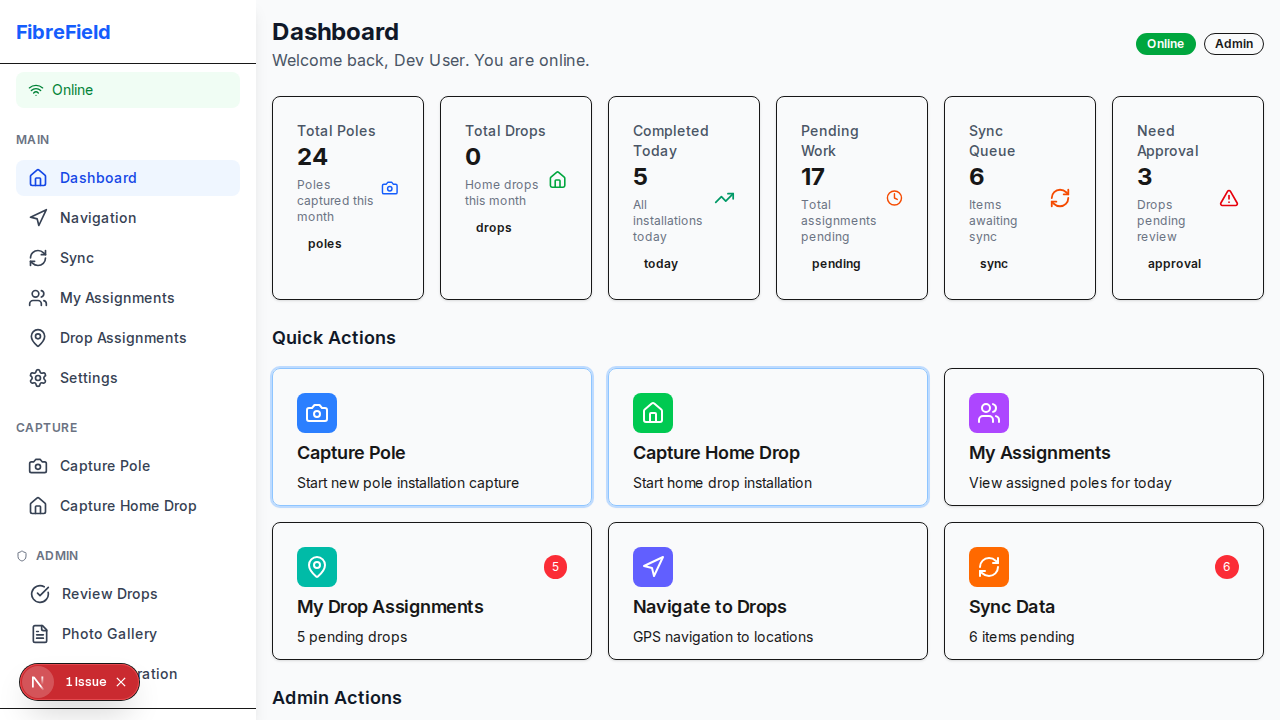 FibreField
Online
MAIN
Dashboard
Navigation
Sync
My Assignments
Drop Assignments
Settings
CAPTURE
Capture Pole
Capture Home Drop
ADMIN
Review Drops
Photo Gallery
1 Issue
Dashboard
Welcome back, Dev User. You are online.
Online
Admin
Total Poles
24
Poles
captured this
month
poles
Total Drops
0
Home drops
this month
drops
Completed
Today
5
All
installations
today
today
Pending
Work
17
Total
assignments
pending
pending
Sync
Queue
6
Items
awaiting
sync
sync
Need
Approval
3
Drops
pending
review
approval
Quick Actions
Capture Pole
Start new pole installation capture
Capture Home Drop
Start home drop installation
My Assignments
View assigned poles for today
5
My Drop Assignments
5 pending drops
Navigate to Drops
GPS navigation to locations
6
Sync Data
6 items pending
Admin Actions